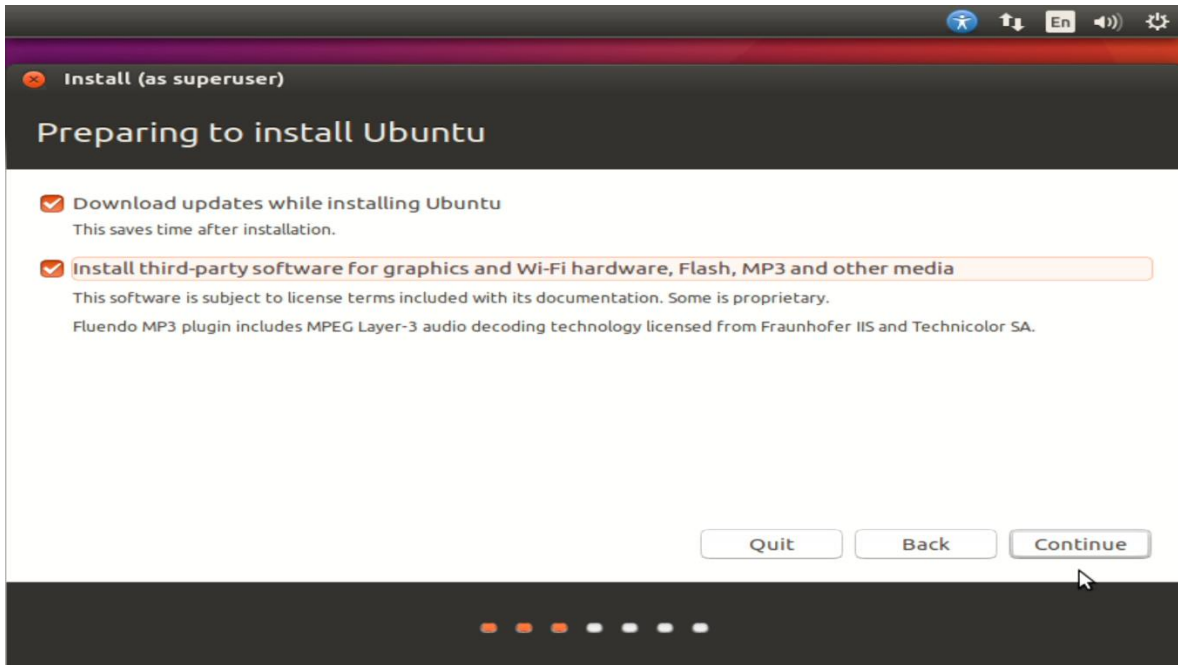 En
Install (as superuser)
Preparing to install Ubuntu
Download updates while installing Ubuntu
This saves time after installation.
Install third-party software for graphics and Wi-Fi hardware, Flash, MP3 and other media
This software is subject to license terms included with its documentation. Some is proprietary.
Fluendo MP3 plugin includes MPEG Layer-3 audio decoding technology licensed from Fraunhofer IIS and Technicolor SA.
Quit Back Continue